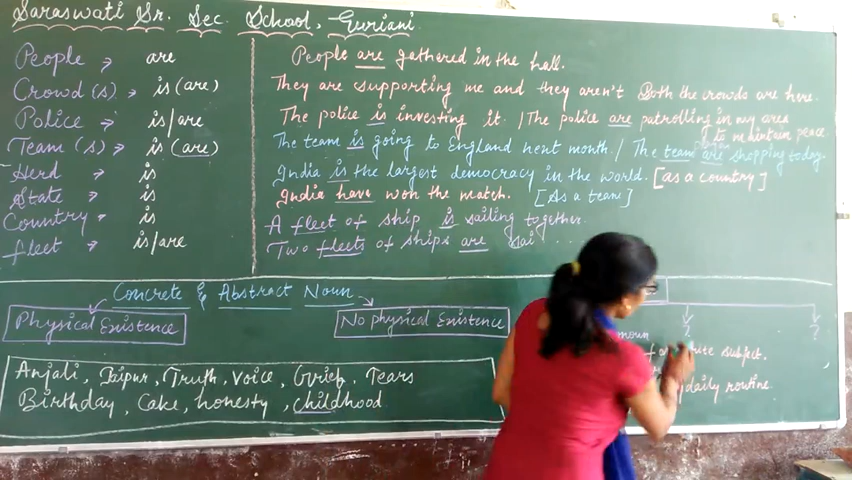 Saraswati Sr. Sec. School, Guriani.
People → are
Crowd (s) → is (are)
Police → is/are
Team (s) → is (are)
Herd → is
State → is
Country → is
fleet → is/are
People are gathered in the hall.
They are supporting me and they aren't Both the crowds are here.
The police is investing it. / The police are patrolling in my area
to maintain peace.
The team is going to England next month. / The team are shopping today.
India is the largest democracy in the world. [as a country]
India have won the match. [As a team]
A fleet of ship is sailing together.
Two fleets of ships are sai . . .
Concrete & Abstract Noun
Physical Existence
No physical Existence
Anjali, Jaipur, Truth, voice, Grief, Tears
Birthday, Cake, honesty, childhood
? ?
noun
subject.
daily routine